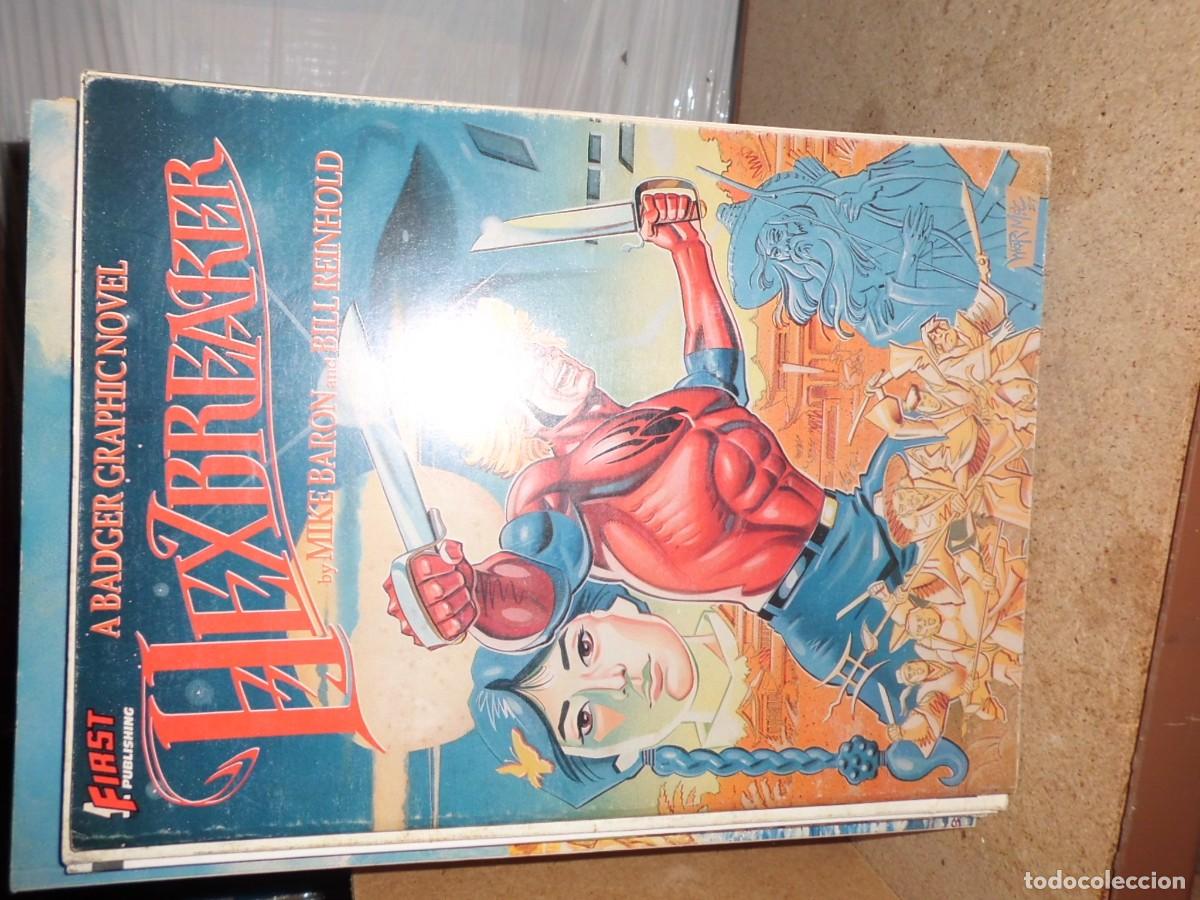 FIRST
PUBLISHING
A BADGER GRAPHIC NOVEL
HEXBREAKER
by MIKE BARON and BILL REINHOLD
todocoleccion